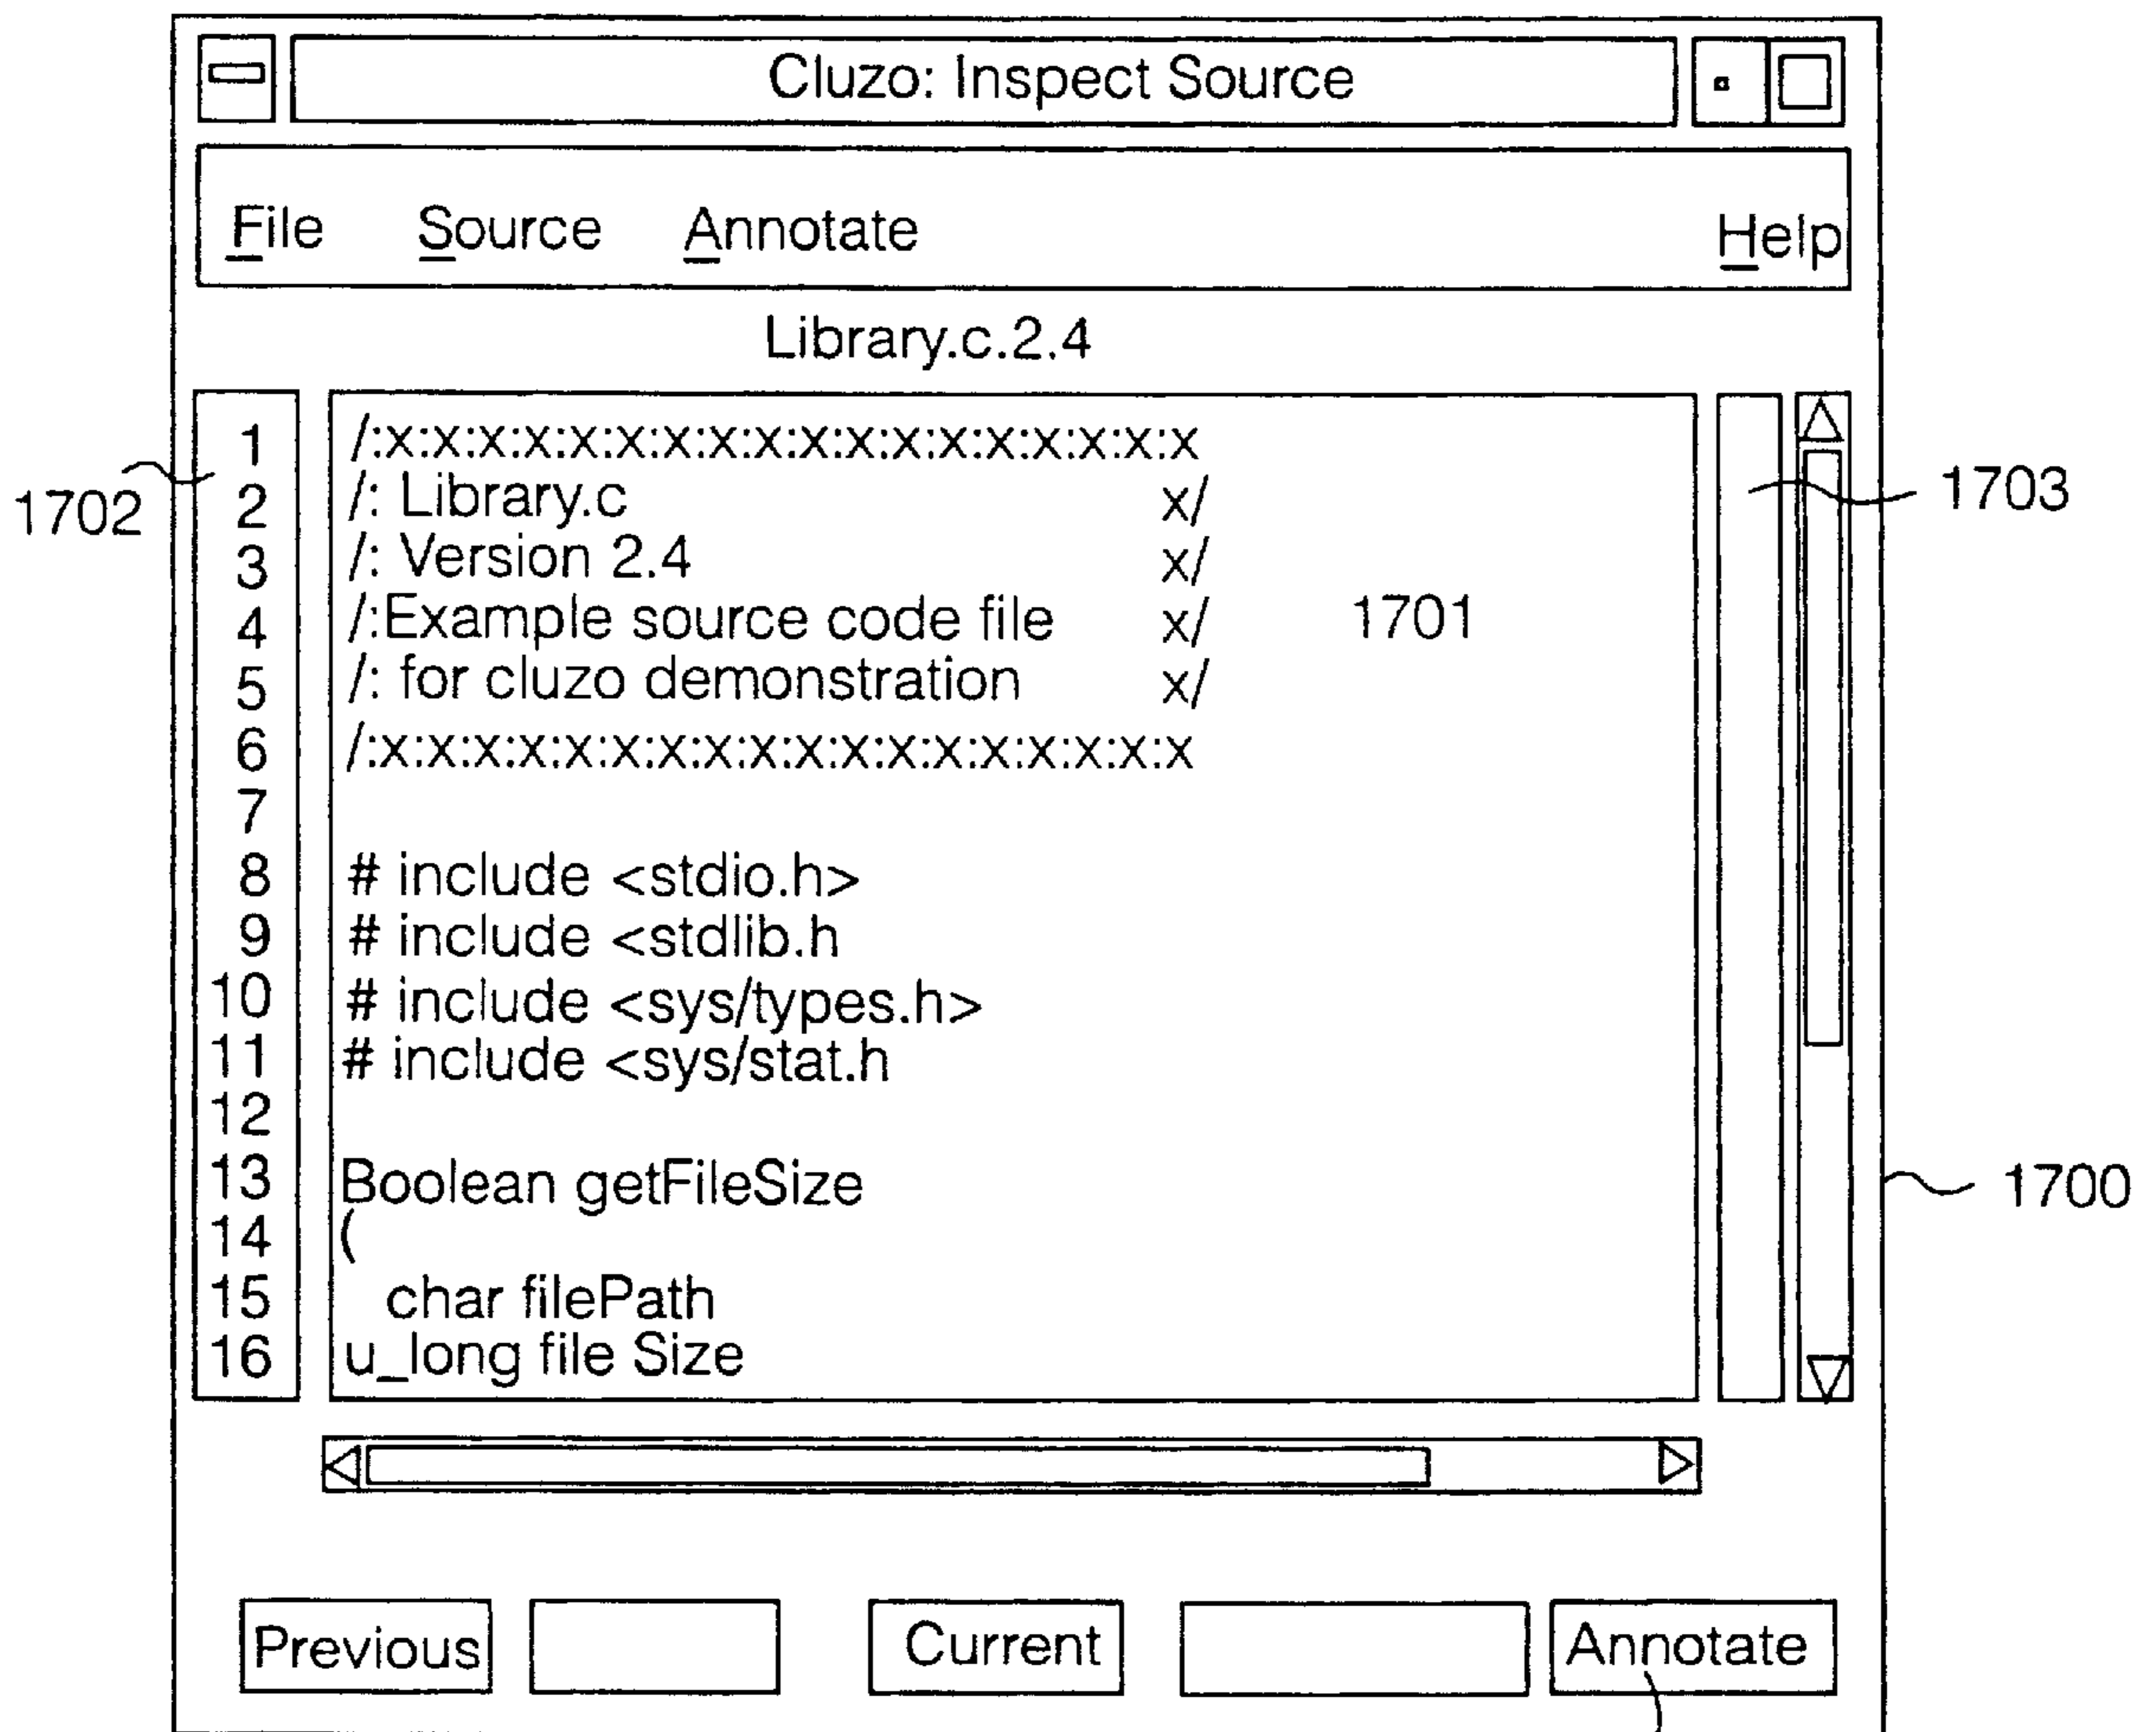 Cluzo: Inspect Source
File Source Annotate Help
Library.c.2.4
1 /:x:x:x:x:x:x:x:x:x:x:x:x:x:x:x:x:x:x
2 /: Library.c x/
3 /: Version 2.4 x/
4 /:Example source code file x/
5 /: for cluzo demonstration x/
6 /:x:x:x:x:x:x:x:x:x:x:x:x:x:x:x:x:x:x
7
8 # include <stdio.h>
9 # include <stdlib.h
10 # include <sys/types.h>
11 # include <sys/stat.h
12
13 Boolean getFileSize
14 (
15 char filePath
16 u_long file Size
1702
1703
1701
1700
Previous Current Annotate